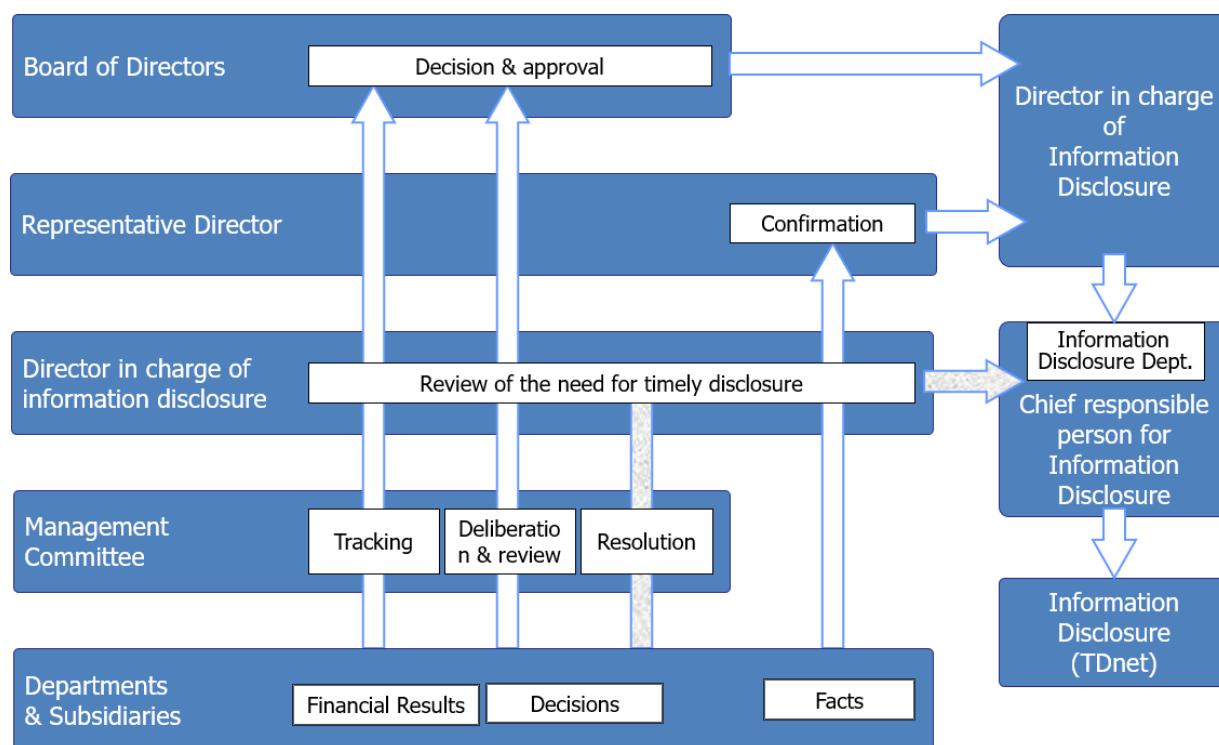 Board of Directors
Decision & approval
Director in charge
of
Information
Disclosure
Representative Director
Confirmation
Director in charge of
information disclosure
Review of the need for timely disclosure
Information
Disclosure Dept.
Chief responsible
person for
Information
Disclosure
Management
Committee
Tracking
Deliberatio
n & review
Resolution
Information
Disclosure
(TDnet)
Departments
& Subsidiaries
Financial Results
Decisions
Facts